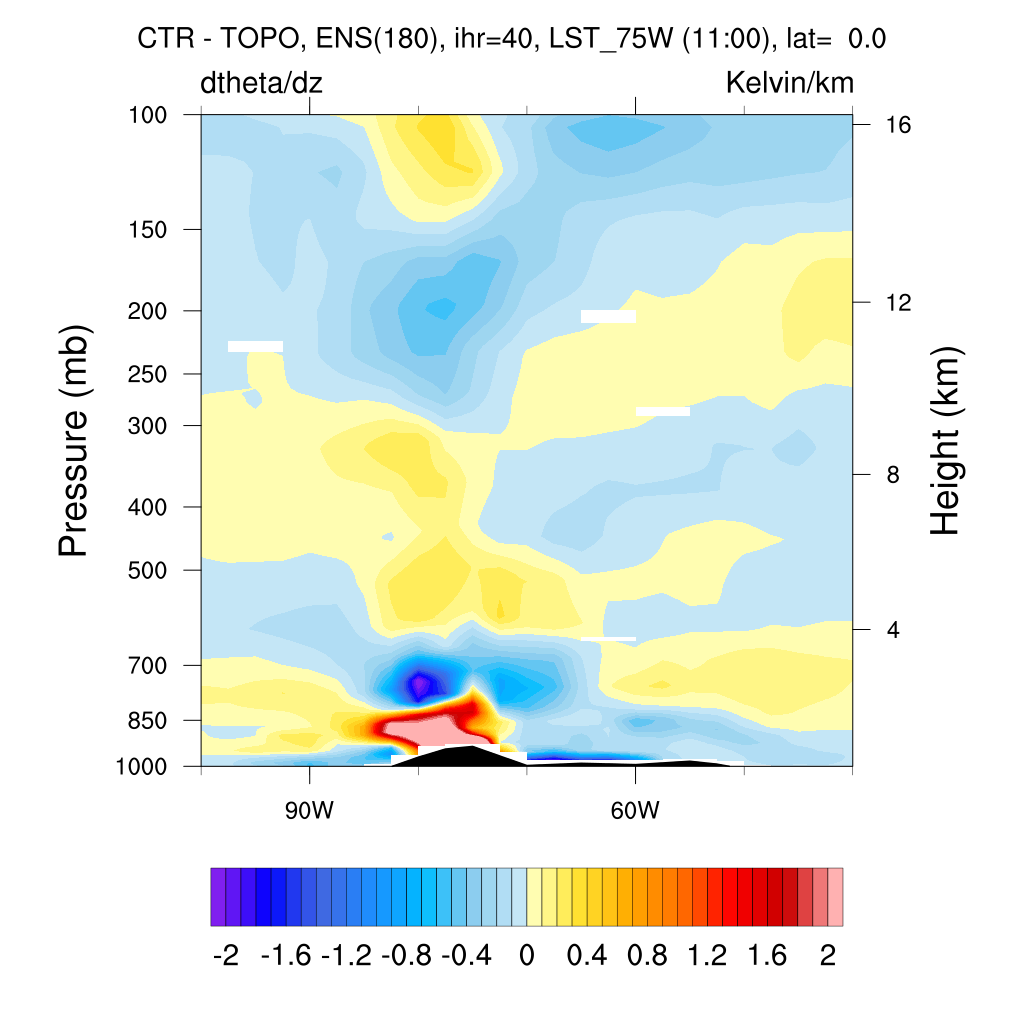 CTR - TOPO, ENS(180), ihr=40, LST_75W (11:00), lat=  0.0
dtheta/dz Kelvin/km
100
150
200
250
300
400
500
700
850
1000
Pressure (mb)
16
12
8
4
Height (km)
90W 60W
-2 -1.6 -1.2 -0.8 -0.4 0 0.4 0.8 1.2 1.6 2